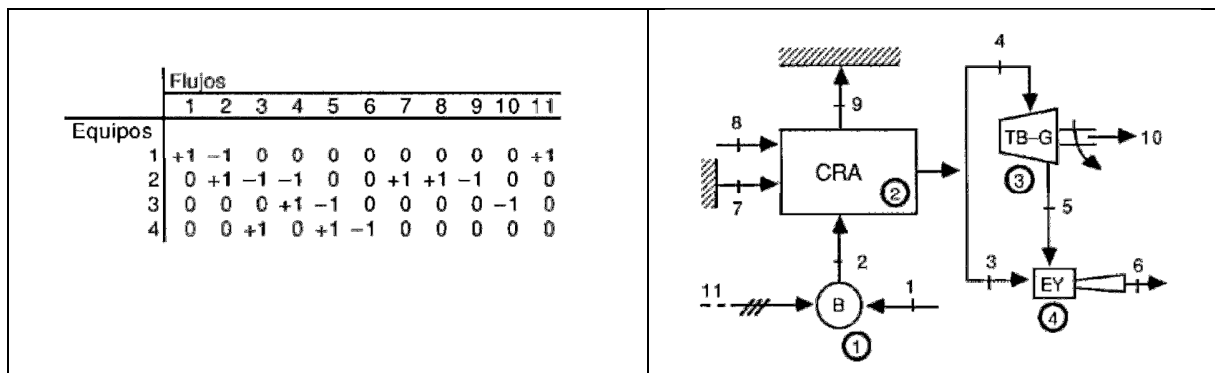 Flujos
1 2 3 4 5 6 7 8 9 10 11
Equipos
1 +1 −1 0 0 0 0 0 0 0 0 +1
2 0 +1 −1 −1 0 0 +1 +1 −1 0 0
3 0 0 0 +1 −1 0 0 0 0 −1 0
4 0 0 +1 0 +1 −1 0 0 0 0 0
4
9
8
TB−G
10
CRA
2
3
7
5
2
3
6
11
1
B
EY
4
1